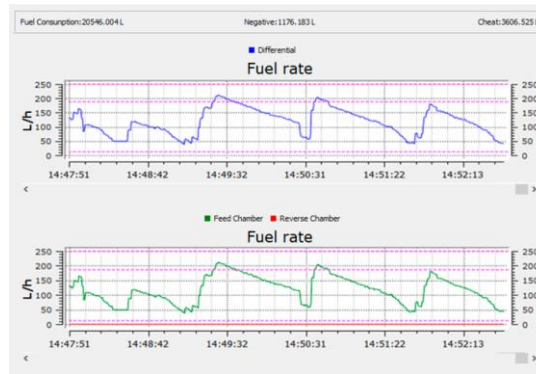 Fuel Consunption:20546.004 L Negative:1176.183 L Cheat:3606.525
Differential
Fuel rate
L/h
250 250
200 200
150 150
100 100
50 50
0 0
14:47:51 14:48:42 14:49:32 14:50:31 14:51:22 14:52:13
Feed Chamber Reverse Chamber
Fuel rate
L/h
250 250
200 200
150 150
100 100
50 50
0 0
14:47:51 14:48:42 14:49:32 14:50:31 14:51:22 14:52:13